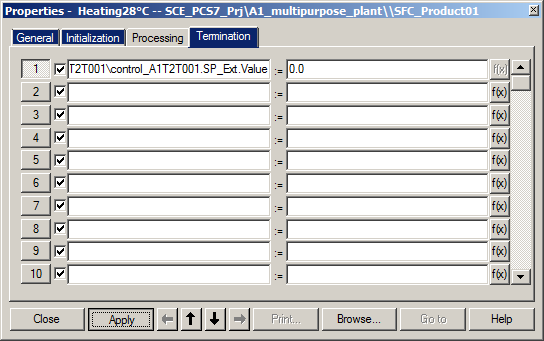 Properties -  Heating28°C -- SCE_PCS7_Prj\A1_multipurpose_plant\\SFC_Product01
General Initialization Processing Termination
1 T2T001\control_A1T2T001.SP_Ext.Value := 0.0 f(x)
2 := f(x)
3 := f(x)
4 := f(x)
5 := f(x)
6 := f(x)
7 := f(x)
8 := f(x)
9 := f(x)
10 := f(x)
Close Apply Print... Browse... Go to Help